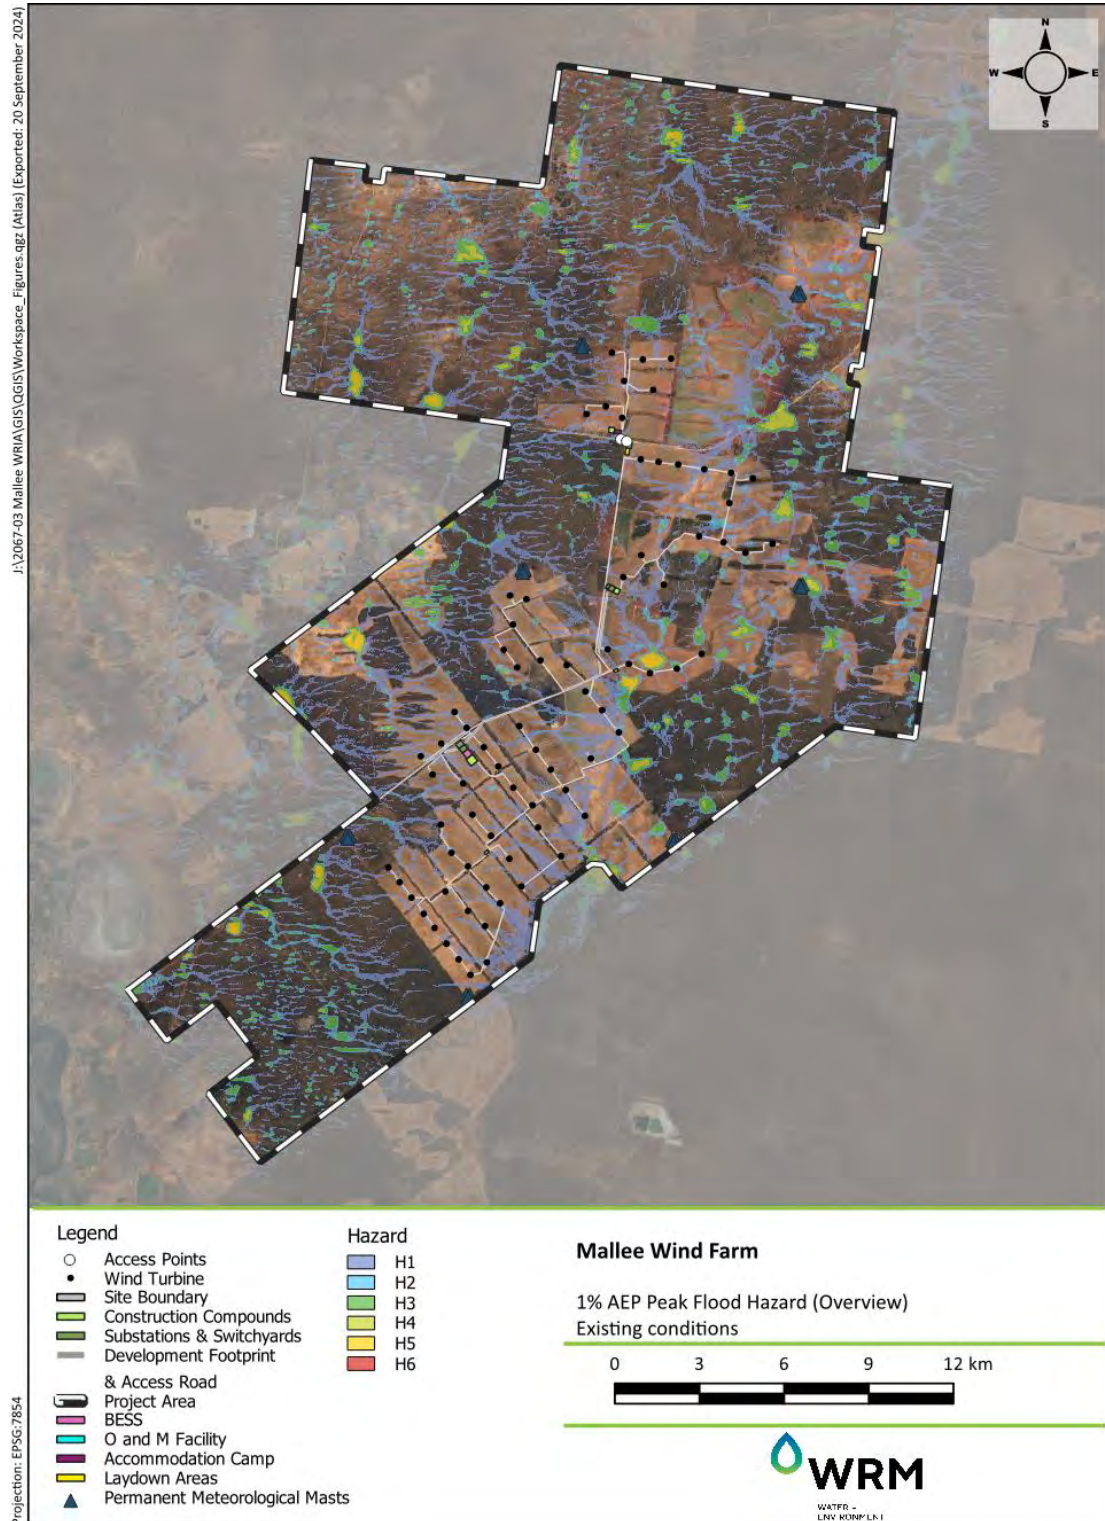 J:\2067-03 Mallee WRIA\GIS\QGIS\Workspace_Figures.qgz (Atlas) (Exported: 20 September 2024)
Projection: EPSG:7854
N
W E
S
Legend
Access Points
Wind Turbine
Site Boundary
Construction Compounds
Substations & Switchyards
Development Footprint
& Access Road
Project Area
BESS
O and M Facility
Accommodation Camp
Laydown Areas
Permanent Meteorological Masts
Hazard
H1
H2
H3
H4
H5
H6
Mallee Wind Farm
1% AEP Peak Flood Hazard (Overview)
Existing conditions
0 3 6 9 12 km
WRM
WATER +
ENVIRONMENT